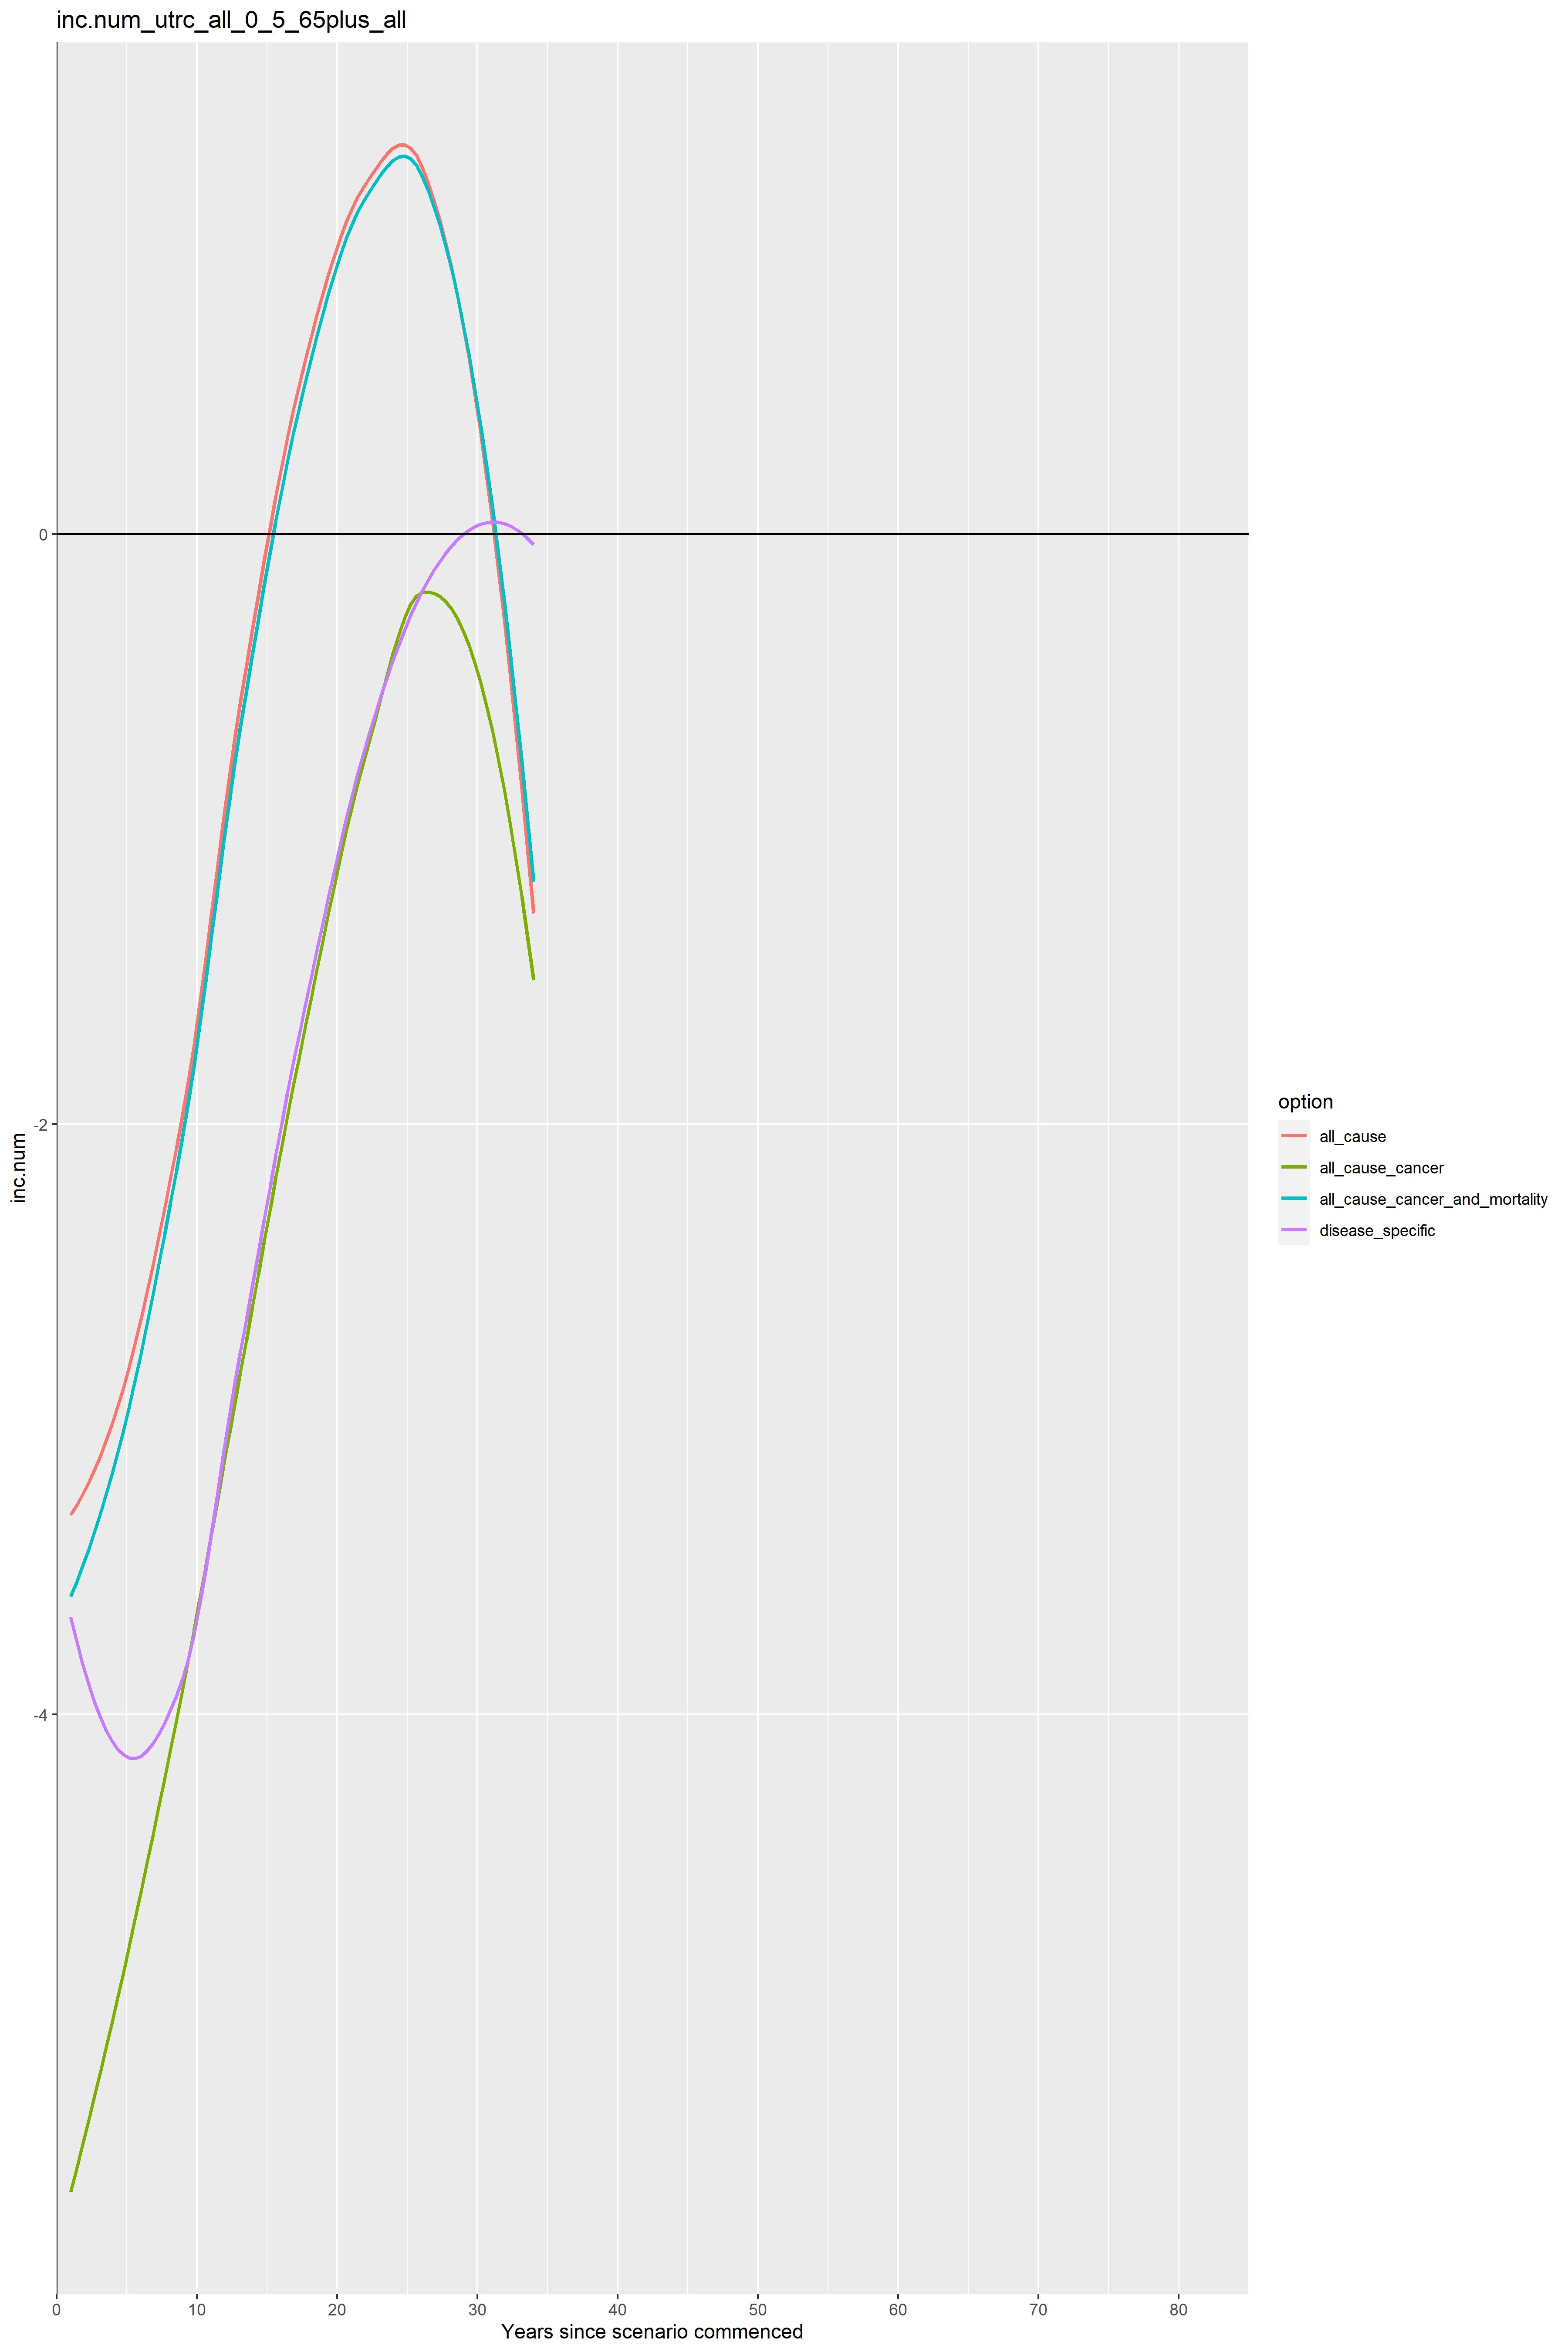 inc.num_utrc_all_0_5_65plus_all
inc.num
0
-2
-4
0 10 20 30 40 50 60 70 80
Years since scenario commenced
option
all_cause
all_cause_cancer
all_cause_cancer_and_mortality
disease_specific